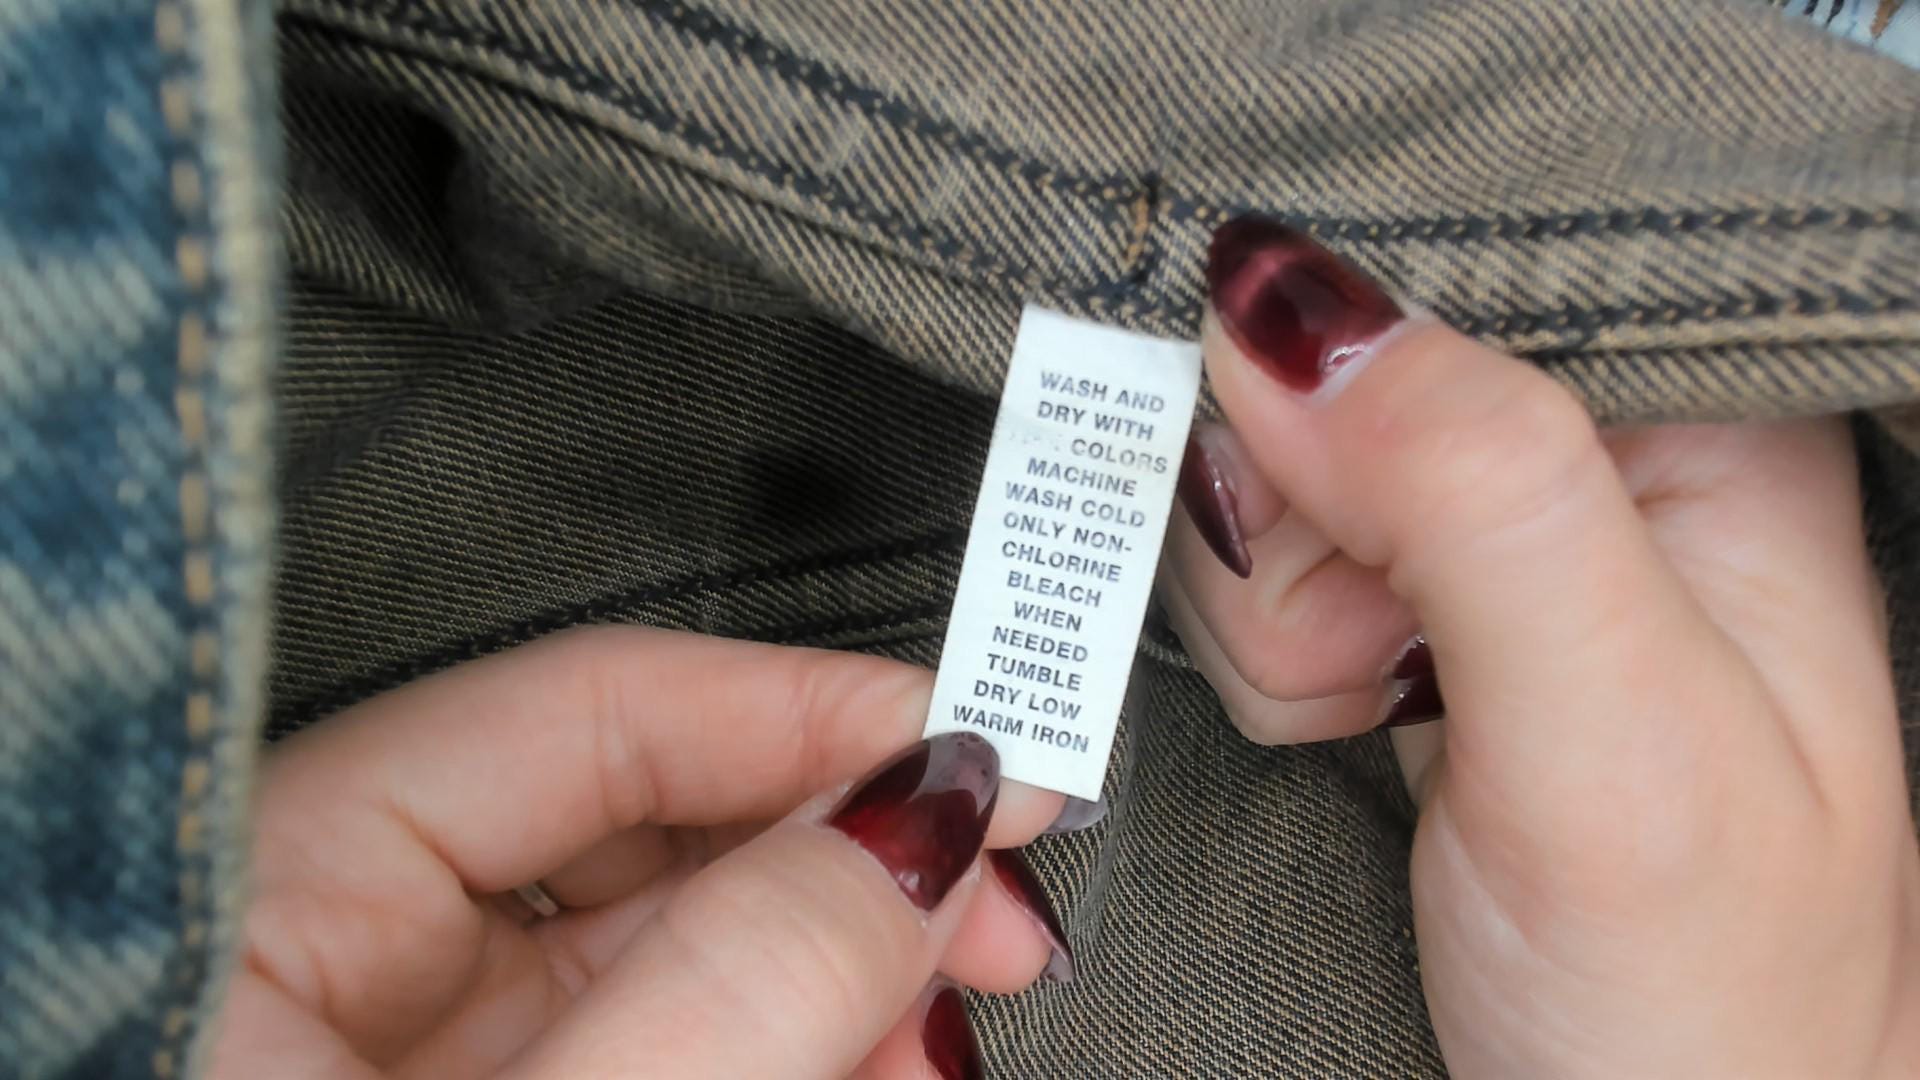 WASH AND
DRY WITH
COLORS
MACHINE
WASH COLD
ONLY NON-
CHLORINE
BLEACH
WHEN
NEEDED
TUMBLE
DRY LOW
WARM IRON